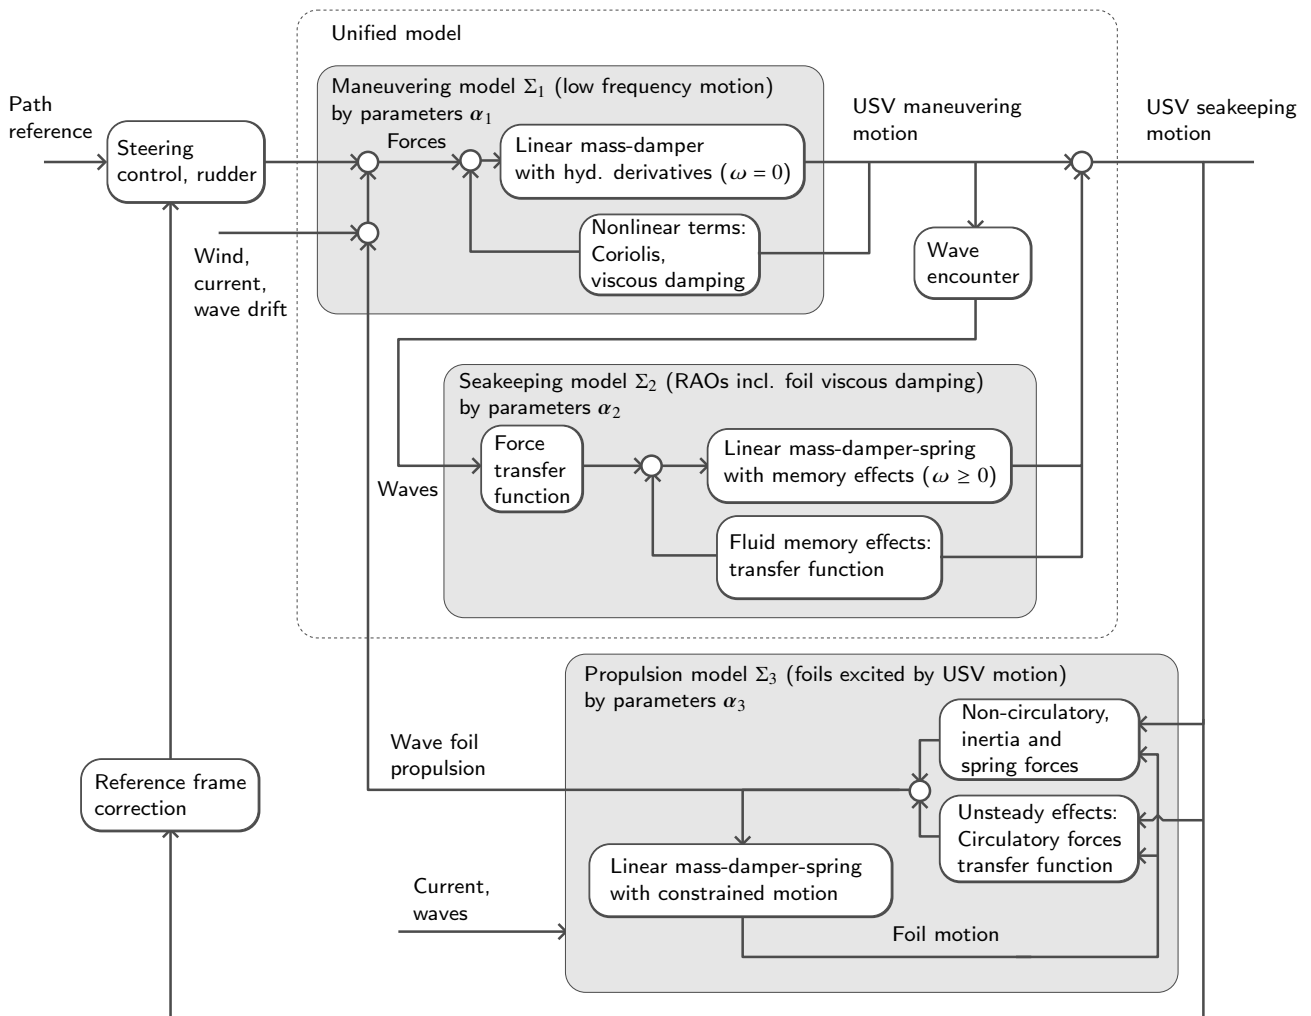 Unified model
Maneuvering model Σ₁ (low frequency motion)
by parameters α₁
Path
reference
Steering
control, rudder
Forces
Linear mass-damper
with hyd. derivatives (ω = 0)
USV maneuvering
motion
USV seakeeping
motion
Nonlinear terms:
Coriolis,
viscous damping
Wave
encounter
Wind,
current,
wave drift
Seakeeping model Σ₂ (RAOs incl. foil viscous damping)
by parameters α₂
Force
transfer
function
Waves
Linear mass-damper-spring
with memory effects (ω ≥ 0)
Fluid memory effects:
transfer function
Propulsion model Σ₃ (foils excited by USV motion)
by parameters α₃
Non-circulatory,
inertia and
spring forces
Wave foil
propulsion
Reference frame
correction
Unsteady effects:
Circulatory forces
transfer function
Linear mass-damper-spring
with constrained motion
Current,
waves
Foil motion